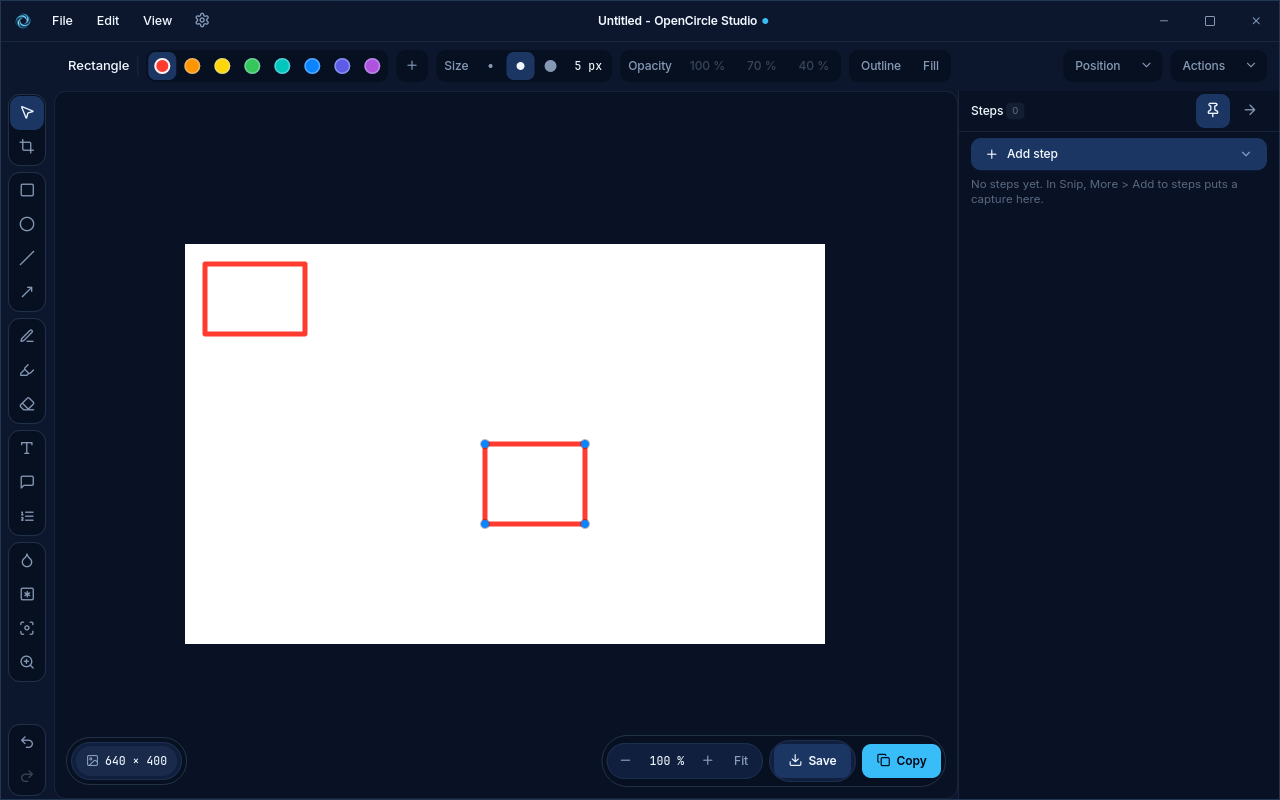 File Edit View
Untitled - OpenCircle Studio
Rectangle Size 5 px Opacity 100 % 70 % 40 % Outline Fill Position Actions
Steps 0
Add step
No steps yet. In Snip, More > Add to steps puts a
capture here.
640 × 400
100 % Fit Save Copy